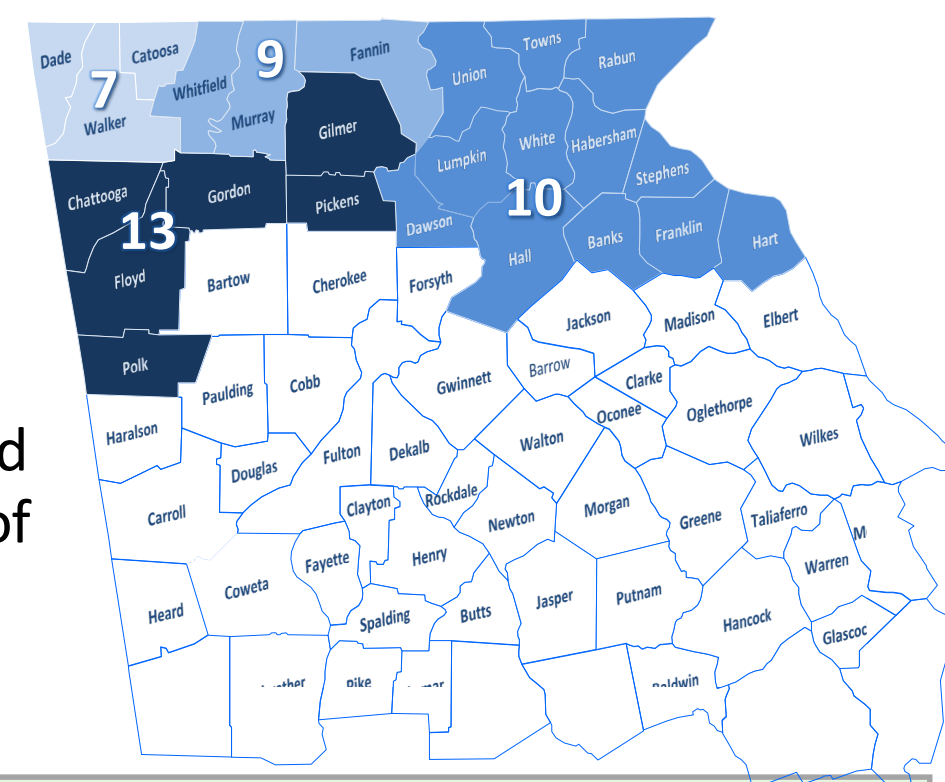 Dade
Catoosa
7
Walker
Whitfield
9
Murray
Fannin
Gilmer
Union
Towns
Rabun
Lumpkin
White
Habersham
Stephens
10
Chattooga
Gordon
Pickens
13
Floyd
Dawson
Hall
Banks
Franklin
Hart
Bartow
Cherokee
Forsyth
Jackson
Madison
Elbert
Polk
Paulding
Cobb
Gwinnett
Barrow
Clarke
Oconee
Oglethorpe
Wilkes
Haralson
d
of
Douglas
Fulton
Dekalb
Walton
Carroll
Clayton
Rockdale
Newton
Morgan
Greene
Taliaferro
M
Warren
Heard
Coweta
Fayette
Henry
Spalding
Butts
Jasper
Putnam
Hancock
Glascoc
Pike